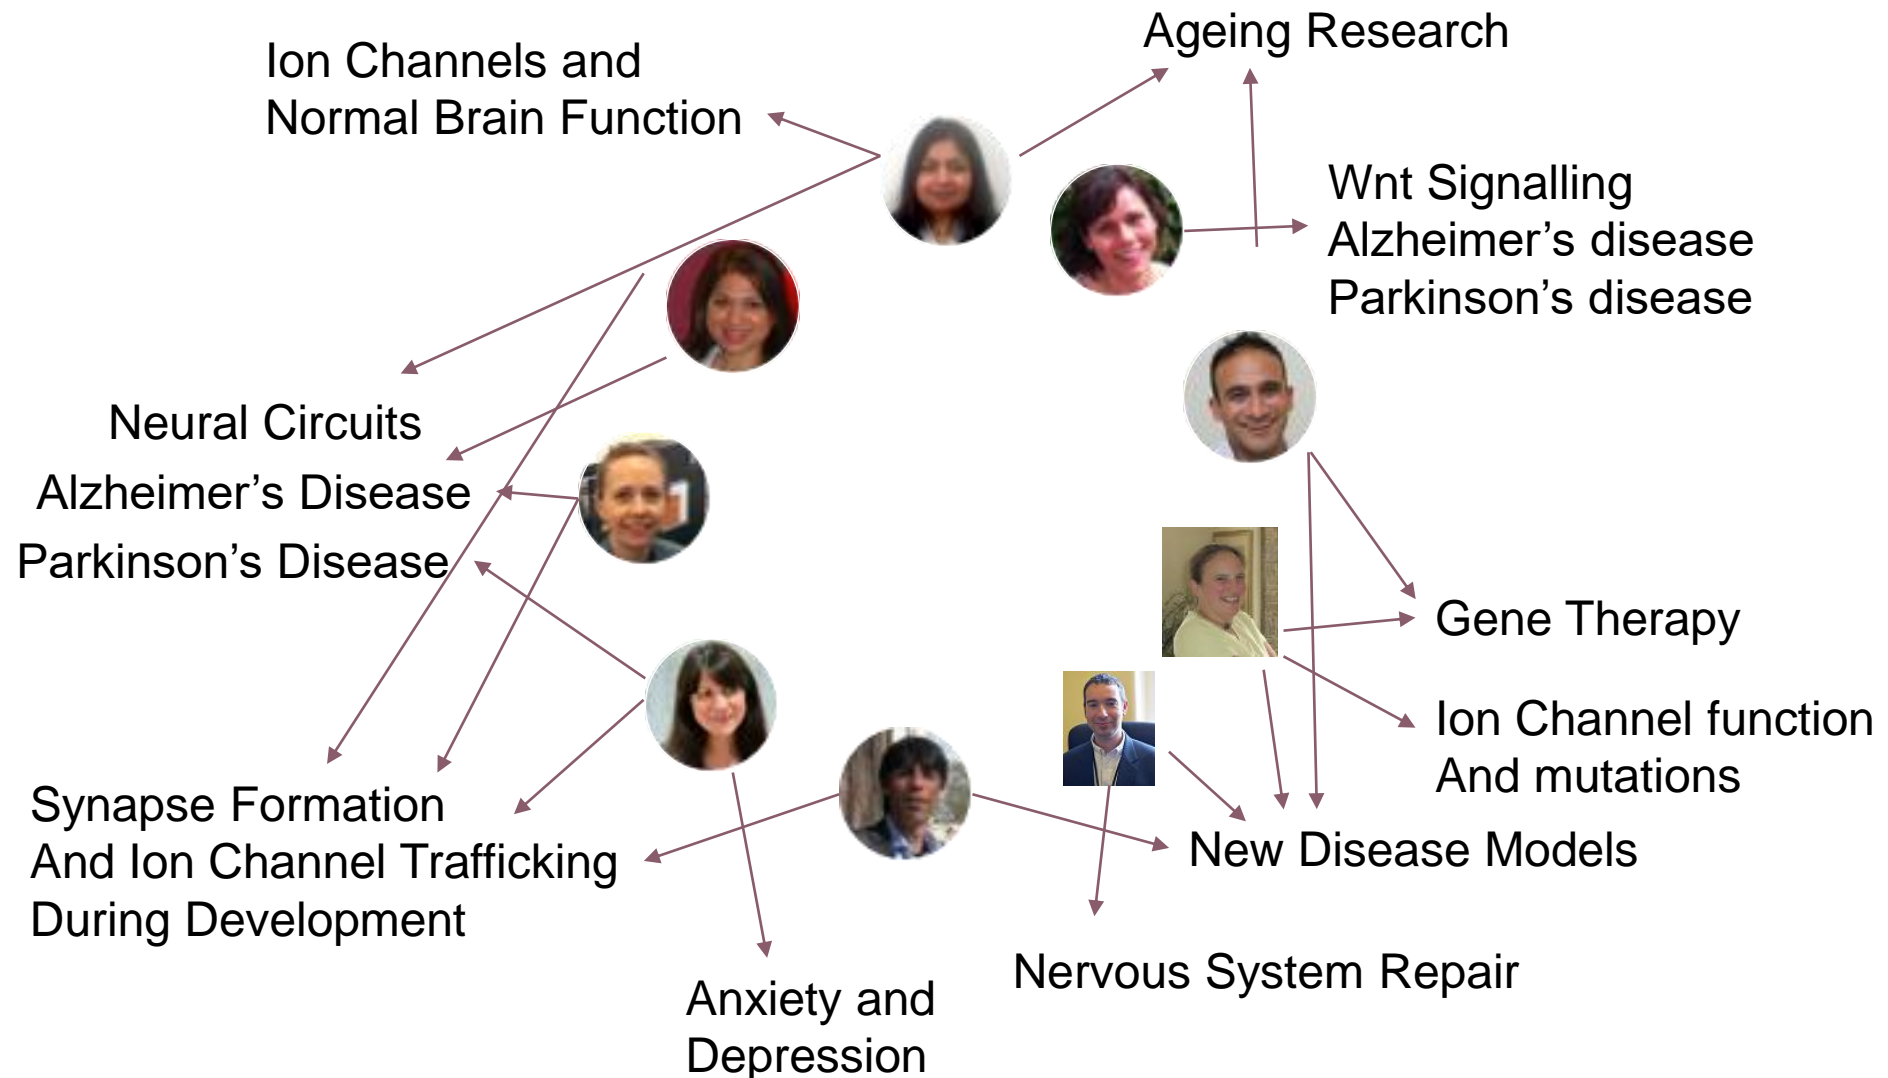 Ageing Research
Ion Channels and
Normal Brain Function
Wnt Signalling
Alzheimer’s disease
Parkinson’s disease
Neural Circuits
Alzheimer’s Disease
Parkinson’s Disease
Gene Therapy
Ion Channel function
And mutations
Synapse Formation
And Ion Channel Trafficking
During Development
New Disease Models
Nervous System Repair
Anxiety and
Depression